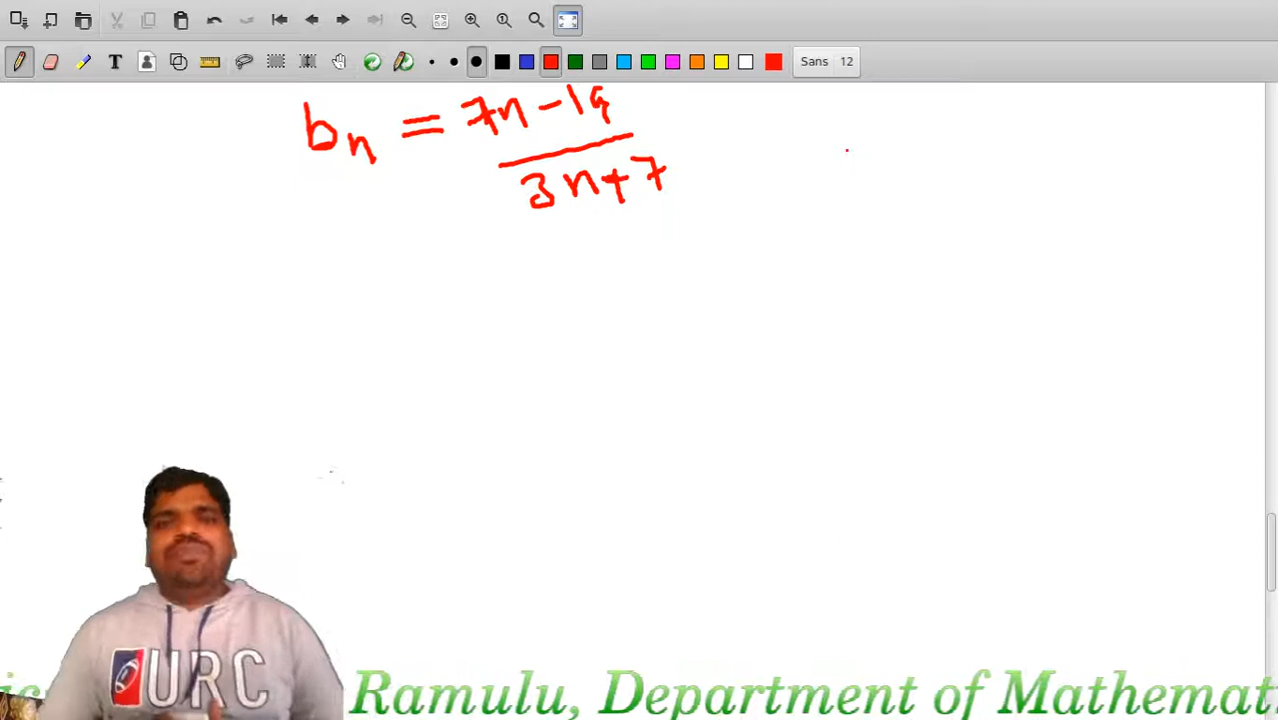 Sans 12
bn = 7n-19
3n+7
URC
Ramulu, Department of Mathemat